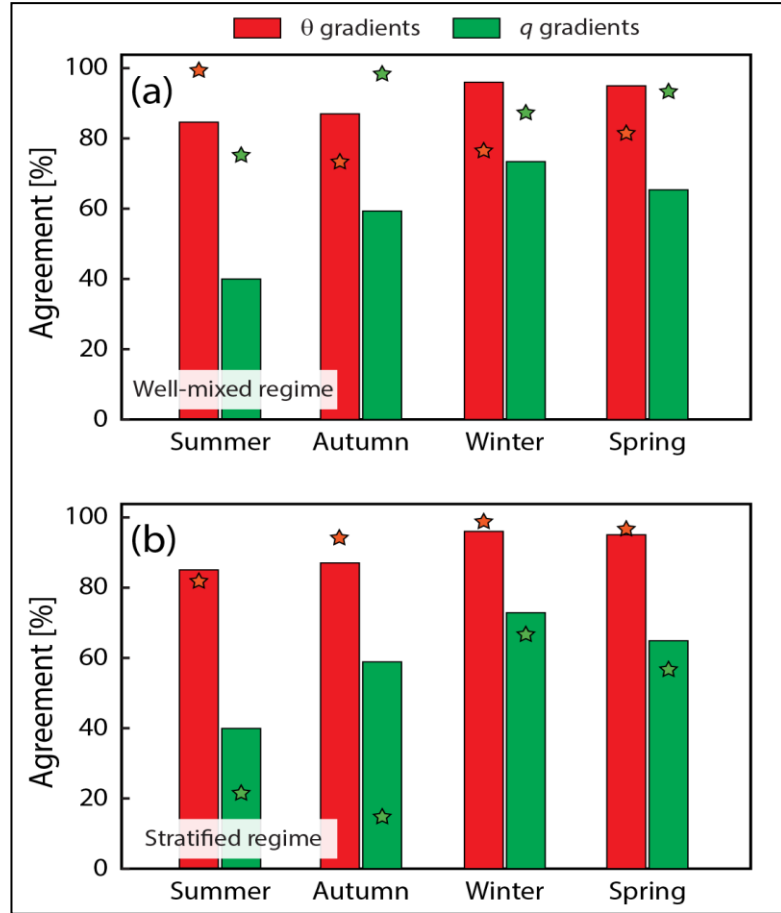 θ gradients q gradients
(a)
Agreement [%]
100
80
60
40
20
0
Well-mixed regime
Summer Autumn Winter Spring
(b)
Agreement [%]
100
80
60
40
20
0
Stratified regime
Summer Autumn Winter Spring